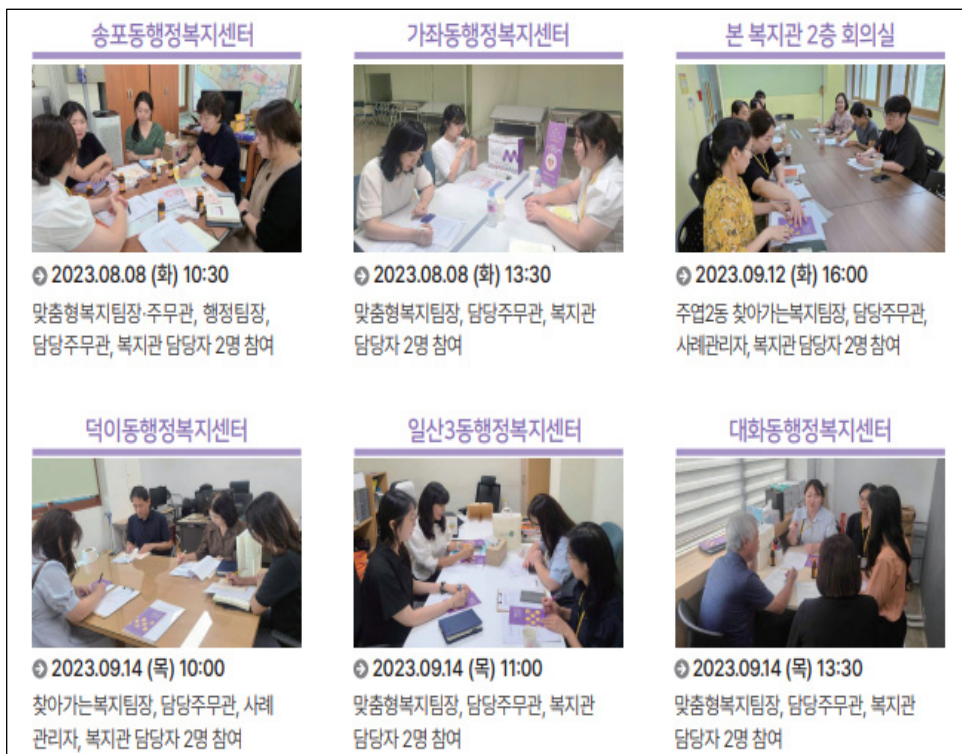 송포동행정복지센터
가좌동행정복지센터
본 복지관 2층 회의실
2023.08.08 (화) 10:30
맞춤형복지팀장·주무관, 행정팀장,
담당주무관, 복지관 담당자 2명 참여
2023.08.08 (화) 13:30
맞춤형복지팀장, 담당주무관, 복지관
담당자 2명 참여
2023.09.12 (화) 16:00
주엽2동 찾아가는복지팀장, 담당주무관,
사례관리자, 복지관 담당자 2명 참여
덕이동행정복지센터
일산3동행정복지센터
대화동행정복지센터
2023.09.14 (목) 10:00
찾아가는복지팀장, 담당주무관, 사례
관리자, 복지관 담당자 2명 참여
2023.09.14 (목) 11:00
맞춤형복지팀장, 담당주무관, 복지관
담당자 2명 참여
2023.09.14 (목) 13:30
맞춤형복지팀장, 담당주무관, 복지관
담당자 2명 참여